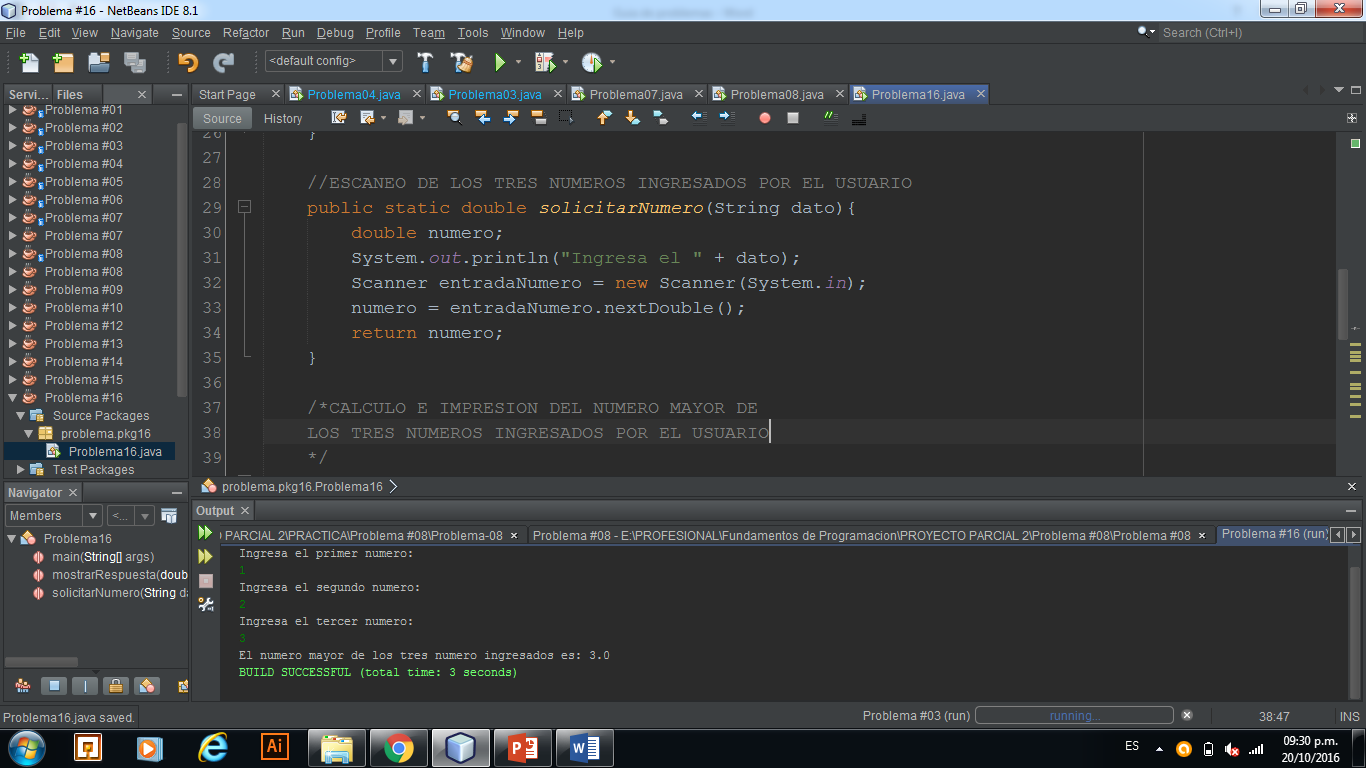 Problema #16 - NetBeans IDE 8.1
File Edit View Navigate Source Refactor Run Debug Profile Team Tools Window Help
Search (Ctrl+I)
<default config>
Servi... Files
Start Page Problema04.java Problema03.java Problema07.java Problema08.java Problema16.java
Source History
Problema #01
Problema #02
Problema #03
Problema #04
Problema #05
Problema #06
Problema #07
Problema #07
Problema #08
Problema #08
Problema #09
Problema #10
Problema #12
Problema #13
Problema #14
Problema #15
Problema #16
Source Packages
problema.pkg16
Problema16.java
Test Packages
26 }
27
28 //ESCANEO DE LOS TRES NUMEROS INGRESADOS POR EL USUARIO
29 public static double solicitarNumero(String dato){
30 double numero;
31 System.out.println("Ingresa el " + dato);
32 Scanner entradaNumero = new Scanner(System.in);
33 numero = entradaNumero.nextDouble();
34 return numero;
35 }
36
37 /*CALCULO E IMPRESION DEL NUMERO MAYOR DE
38 LOS TRES NUMEROS INGRESADOS POR EL USUARIO
39 */
problema.pkg16.Problema16
Navigator
Members <...
Problema16
main(String[] args)
mostrarRespuesta(doub
solicitarNumero(String da
Output
O PARCIAL 2\PRACTICA\Problema #08\Problema-08 Problema #08 - E:\PROFESIONAL\Fundamentos de Programacion\PROYECTO PARCIAL 2\Problema #08\Problema #08 Problema #16 (run)
Ingresa el primer numero:
1
Ingresa el segundo numero:
2
Ingresa el tercer numero:
3
El numero mayor de los tres numero ingresados es: 3.0
BUILD SUCCESSFUL (total time: 3 seconds)
Problema16.java saved.
Problema #03 (run) running... 38:47 INS
Ai
ES
09:30 p.m.
20/10/2016